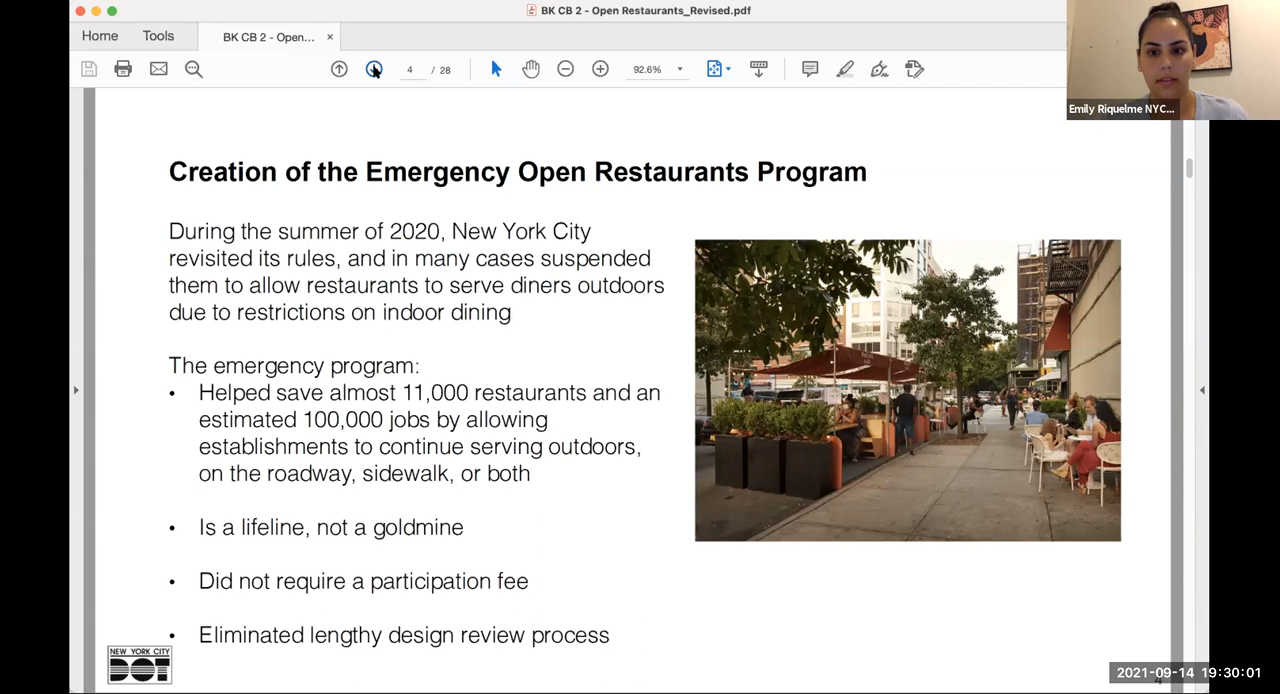 BK CB 2 - Open Restaurants_Revised.pdf
Home Tools BK CB 2 - Open... ×
4 / 28 92.6%
Emily Riquelme NYC...
Creation of the Emergency Open Restaurants Program
During the summer of 2020, New York City
revisited its rules, and in many cases suspended
them to allow restaurants to serve diners outdoors
due to restrictions on indoor dining
The emergency program:
• Helped save almost 11,000 restaurants and an
estimated 100,000 jobs by allowing
establishments to continue serving outdoors,
on the roadway, sidewalk, or both
• Is a lifeline, not a goldmine
• Did not require a participation fee
• Eliminated lengthy design review process
NEW YORK CITY
DOT
2021-09-14 19:30:01